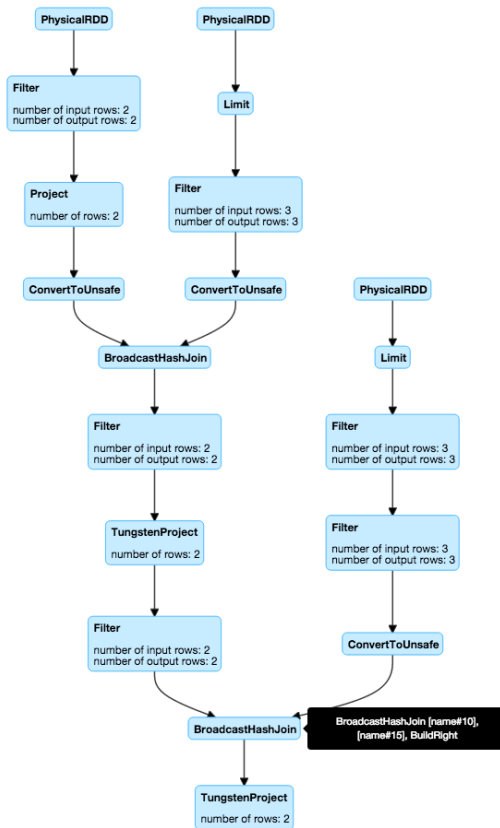 PhysicalRDD
PhysicalRDD
Filter
number of input rows: 2
number of output rows: 2
Limit
Project
number of rows: 2
Filter
number of input rows: 3
number of output rows: 3
ConvertToUnsafe
ConvertToUnsafe
PhysicalRDD
BroadcastHashJoin
Limit
Filter
number of input rows: 2
number of output rows: 2
Filter
number of input rows: 3
number of output rows: 3
TungstenProject
number of rows: 2
Filter
number of input rows: 3
number of output rows: 3
Filter
number of input rows: 2
number of output rows: 2
ConvertToUnsafe
BroadcastHashJoin
BroadcastHashJoin [name#10],
[name#15], BuildRight
TungstenProject
number of rows: 2